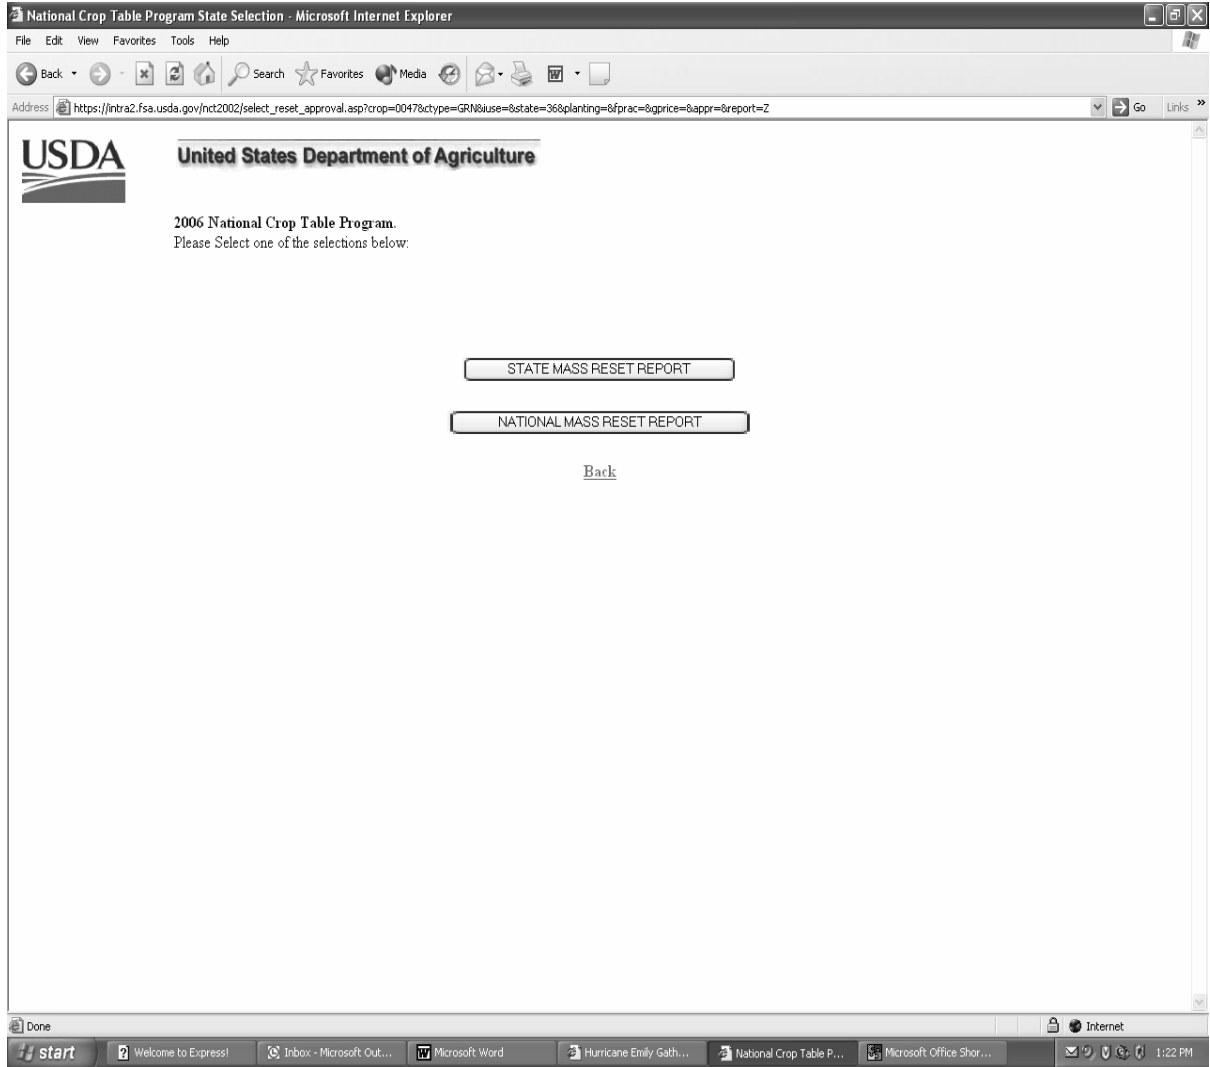 National Crop Table Program State Selection - Microsoft Internet Explorer
File Edit View Favorites Tools Help
Back Search Favorites Media
Address https://intra2.fsa.usda.gov/nct2002/select_reset_approval.asp?crop=0047&ctype=GRN&iuse=&state=36&planting=&fprac=&gprice=&appr=&report=Z Go Links »
USDA United States Department of Agriculture
2006 National Crop Table Program.
Please Select one of the selections below:
STATE MASS RESET REPORT
NATIONAL MASS RESET REPORT
Back
Done Internet
start Welcome to Express! Inbox - Microsoft Out... Microsoft Word Hurricane Emily Gath... National Crop Table P... Microsoft Office Shor... 1:22 PM